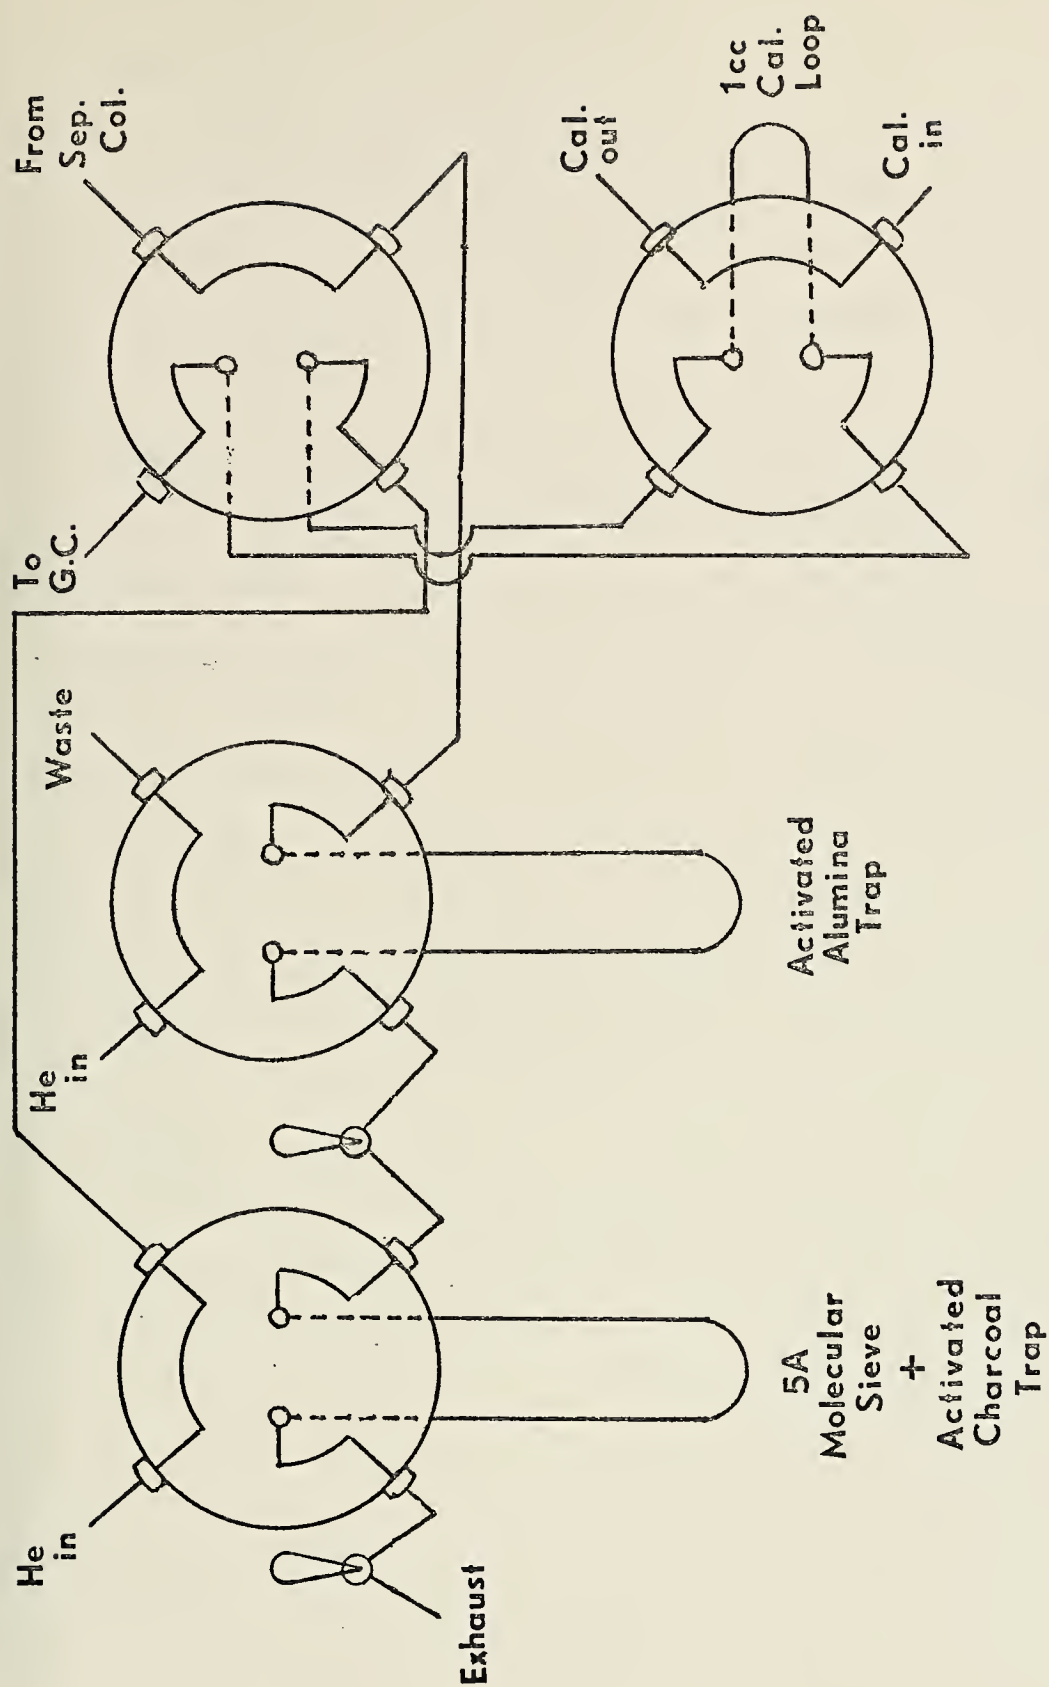 He
in
He
in
Waste
To
G.C.
From
Sep.
Col.
Exhaust
5A
Molecular
Sieve
+
Activated
Charcoal
Trap
Activated
Alumina
Trap
Cal.
out
1cc
Cal.
Loop
Cal.
in